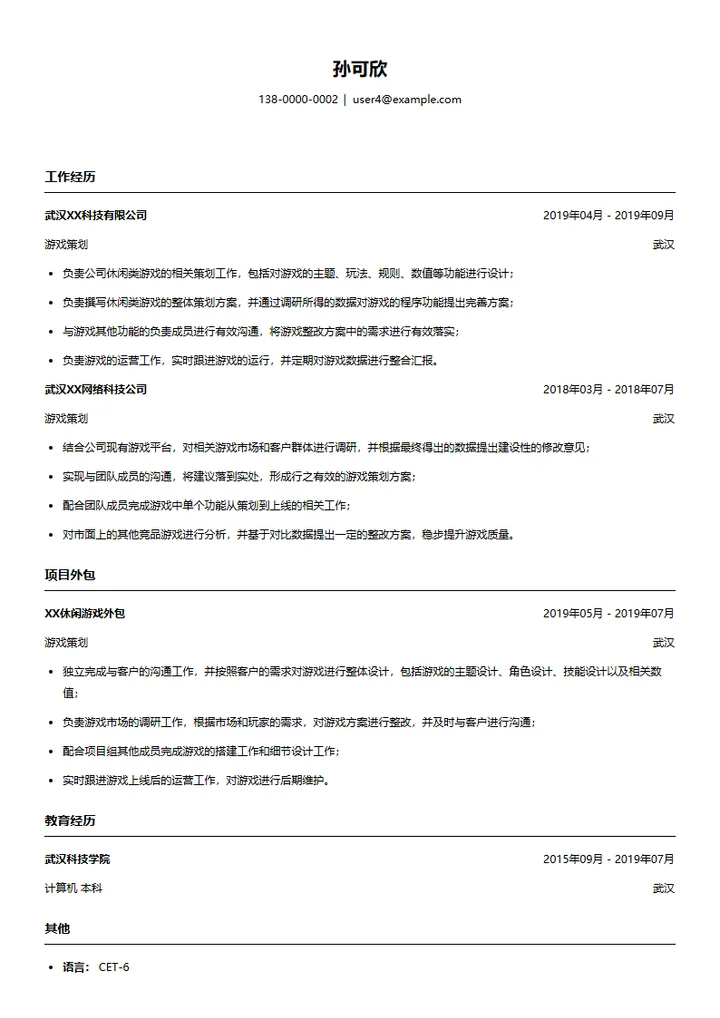 孙可欣
138-0000-0002 | user4@example.com
工作经历
武汉XX科技有限公司 2019年04月 - 2019年09月
游戏策划 武汉
• 负责公司休闲类游戏的相关策划工作，包括对游戏的主题、玩法、规则、数值等功能进行设计；
• 负责撰写休闲类游戏的整体策划方案，并通过调研所得的数据对游戏的程序功能提出完善方案；
• 与游戏其他功能的负责成员进行有效沟通，将游戏整改方案中的需求进行有效落实；
• 负责游戏的运营工作，实时跟进游戏的运行，并定期对游戏数据进行整合汇报。
武汉XX网络科技公司 2018年03月 - 2018年07月
游戏策划 武汉
• 结合公司现有游戏平台，对相关游戏市场和客户群体进行调研，并根据最终得出的数据提出建设性的修改意见；
• 实现与团队成员的沟通，将建议落到实处，形成行之有效的游戏策划方案；
• 配合团队成员完成游戏中单个功能从策划到上线的相关工作；
• 对市面上的其他竞品游戏进行分析，并基于对比数据提出一定的整改方案，稳步提升游戏质量。
项目外包
XX休闲游戏外包 2019年05月 - 2019年07月
游戏策划 武汉
• 独立完成与客户的沟通工作，并按照客户的需求对游戏进行整体设计，包括游戏的主题设计、角色设计、技能设计以及相关数
值；
• 负责游戏市场的调研工作，根据市场和玩家的需求，对游戏方案进行整改，并及时与客户进行沟通；
• 配合项目组其他成员完成游戏的搭建工作和细节设计工作；
• 实时跟进游戏上线后的运营工作，对游戏进行后期维护。
教育经历
武汉科技学院 2015年09月 - 2019年07月
计算机 本科 武汉
其他
• 语言： CET-6